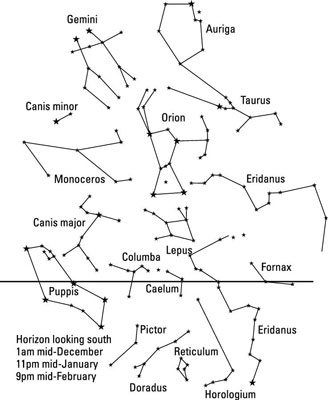 Gemini
Auriga
Canis minor
Taurus
Orion
Monoceros
Eridanus
Canis major
Lepus
Columba
Fornax
Puppis
Caelum
Horizon looking south
1am mid-December
11pm mid-January
9pm mid-February
Pictor
Eridanus
Reticulum
Doradus
Horologium